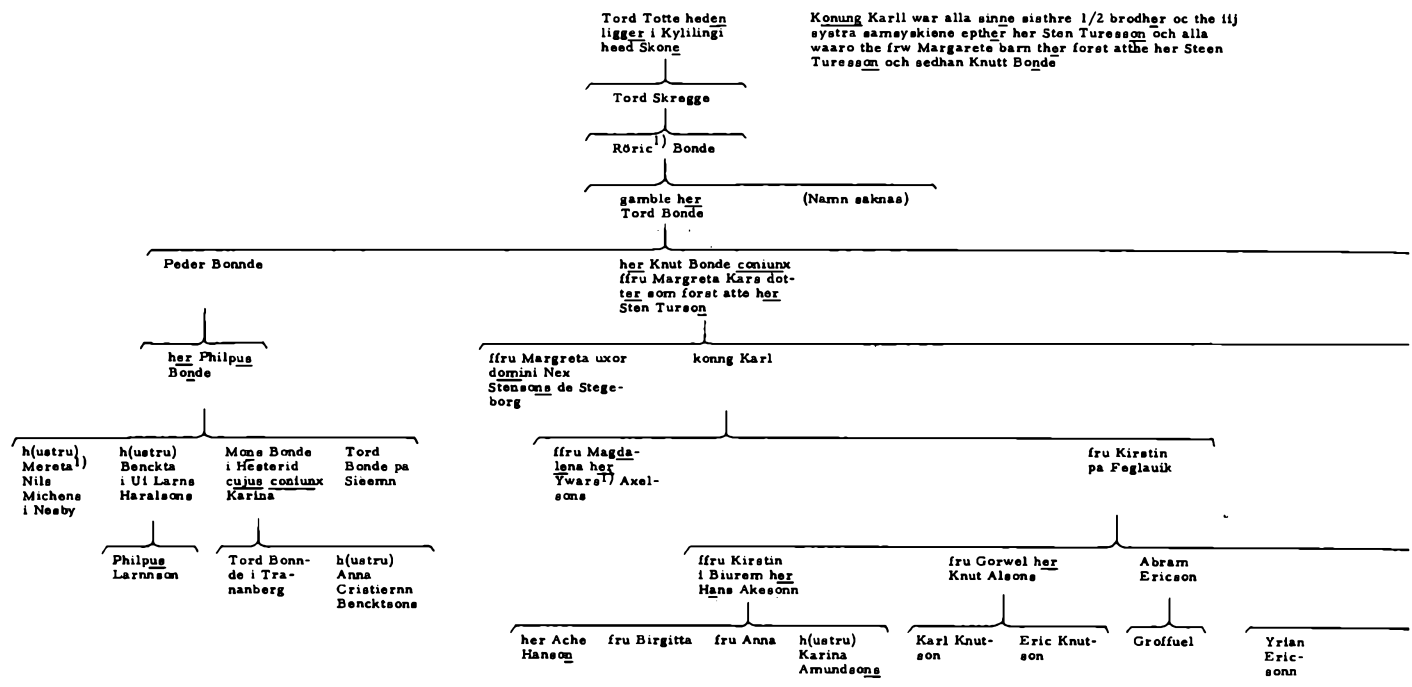 Tord Totte heden
ligger i Kylilingi
heed Skone
Konung Karll war alla sinne sisthre 1/2 brodher oc the iij
systra samsyskiene epther her Sten Turesson och alla
waaro the frw Margarete barn ther forst atthe her Steen
Turesson och sedhan Knutt Bonde
Tord Skregge
Röric1) Bonde
gamble her
Tord Bonde
(Namn saknas)
Peder Bonnde
her Knut Bonde coniunx
ffru Margreta Kars dot-
ter som forst atte her
Sten Turson
her Philpus
Bonde
ffru Margreta uxor
domini Nex
Stensons de Stege-
borg
konng Karl
h(ustru)
Mereta1)
Nils
Michens
i Nesby
h(ustru)
Benckta
i Ul Larns
Haralsons
Mons Bonde
i Hesterid
cujus coniunx
Karina
Tord
Bonde pa
Sieemn
ffru Magda-
lena her
Ywars1) Axel-
sons
fru Kirstin
pa Feglauik
Philpus
Larnnson
Tord Bonn-
de i Tra-
nanberg
h(ustru)
Anna
Cristiernn
Bencktsons
ffru Kirstin
i Biurem her
Hans Akesonn
fru Gorwel her
Knut Alsons
Abram
Ericson
her Ache
Hanson
fru Birgitta
fru Anna
h(ustru)
Karina
Amundsons
Karl Knut-
son
Eric Knut-
son
Groffuel
Yrian
Eric-
sonn